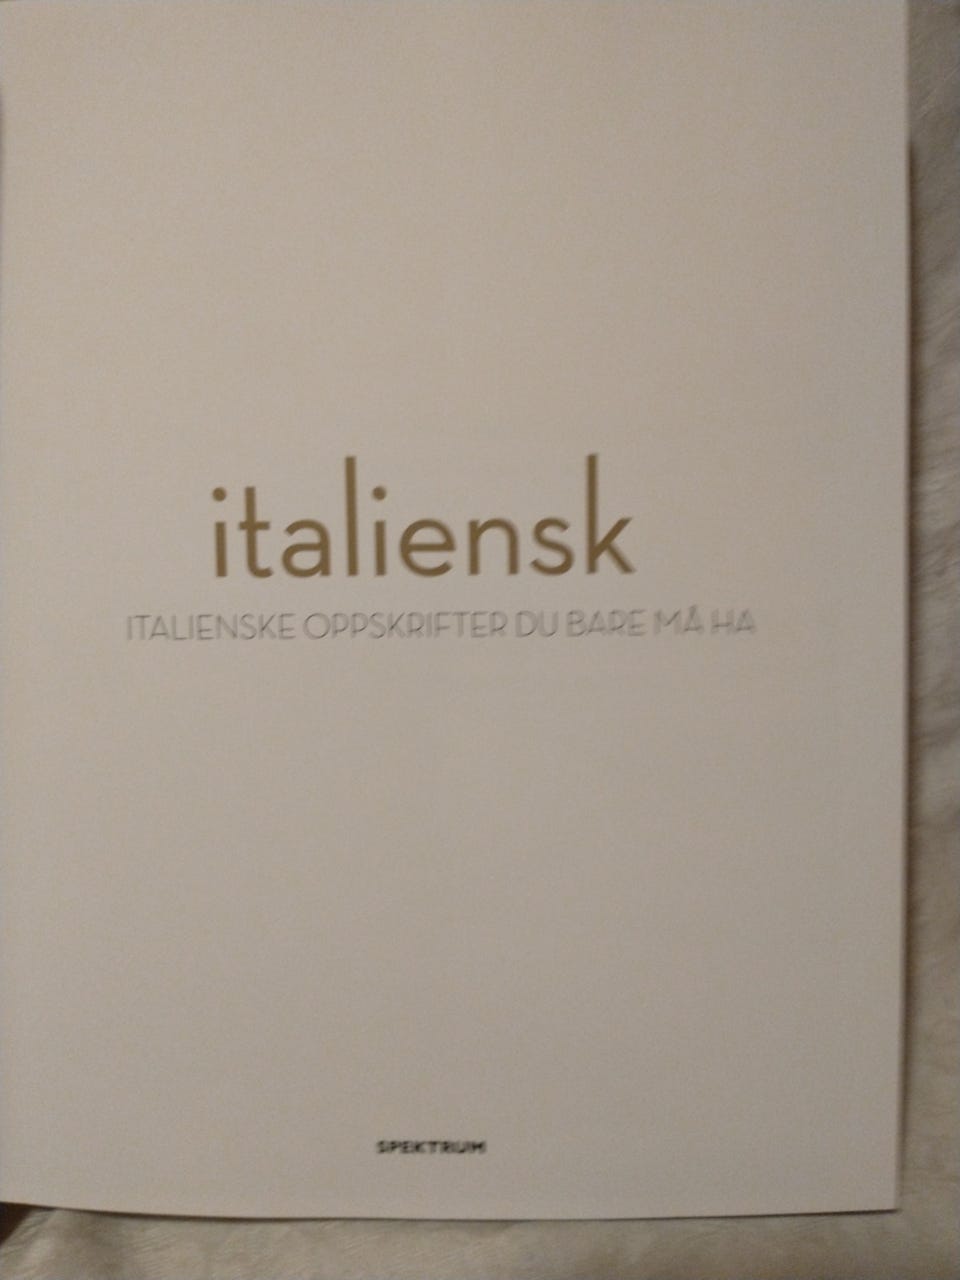 italiensk
ITALIENSKE OPPSKRIFTER DU BARE MÅ HA
SPEKTRUM